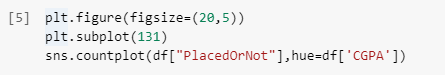 [5] plt.figure(figsize=(20,5))
plt.subplot(131)
sns.countplot(df["PlacedOrNot"],hue=df['CGPA'])